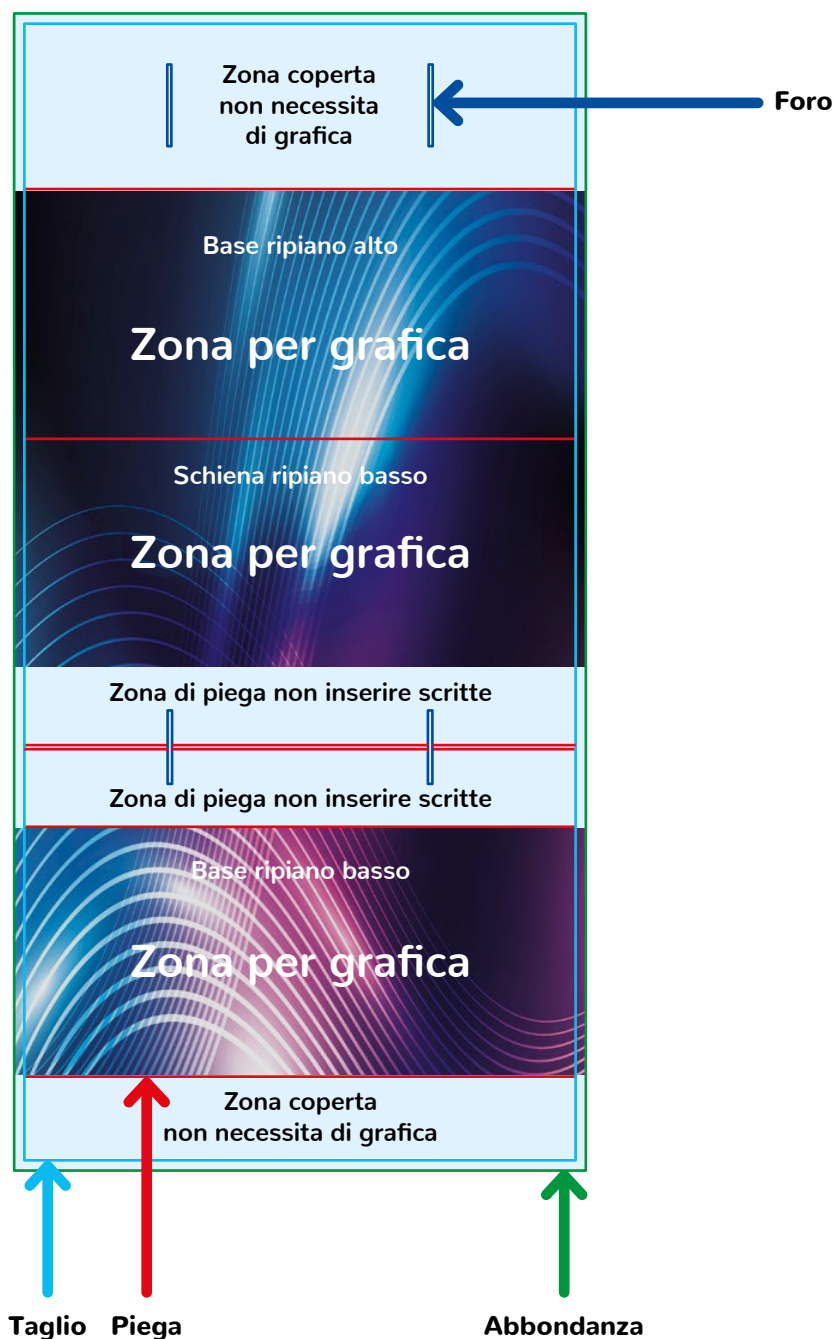 Zona coperta
non necessita
di grafica
Foro
Base ripiano alto
Zona per grafica
Schiena ripiano basso
Zona per grafica
Zona di piega non inserire scritte
Zona di piega non inserire scritte
Base ripiano basso
Zona per grafica
Zona coperta
non necessita di grafica
Taglio
Piega
Abbondanza